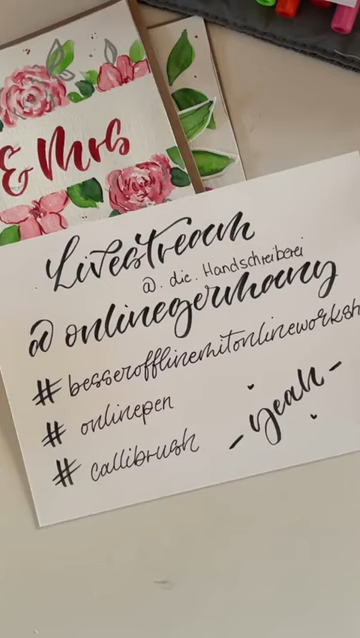 & Mrs
Livestream
@.die.Handschreiberei
@onlinegermany
#besserofflinemitonlineworksh
# onlinepen
# callibrush
- yeah -